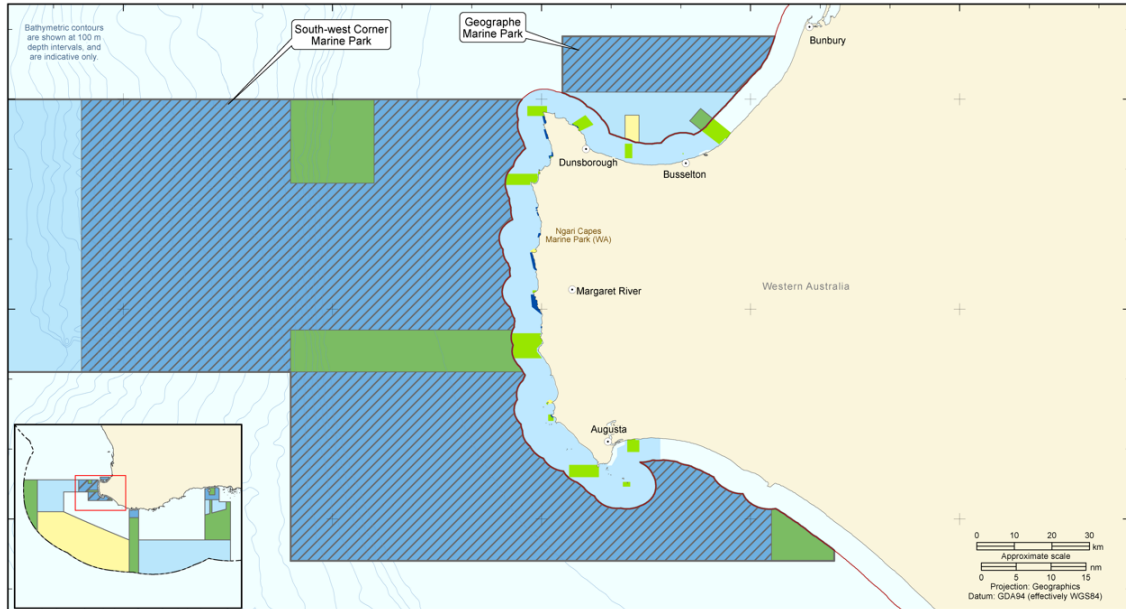 Bathymetric contours
are shown at 100 m
depth intervals, and
are indicative only.
South-west Corner
Marine Park
Geographe
Marine Park
Bunbury
Dunsborough
Busselton
Ngari Capes
Marine Park (WA)
Margaret River
Western Australia
Augusta
0 10 20 30
km
Approximate scale
nm
0 5 10 15
Projection: Geographics
Datum: GDA94 (effectively WGS84)